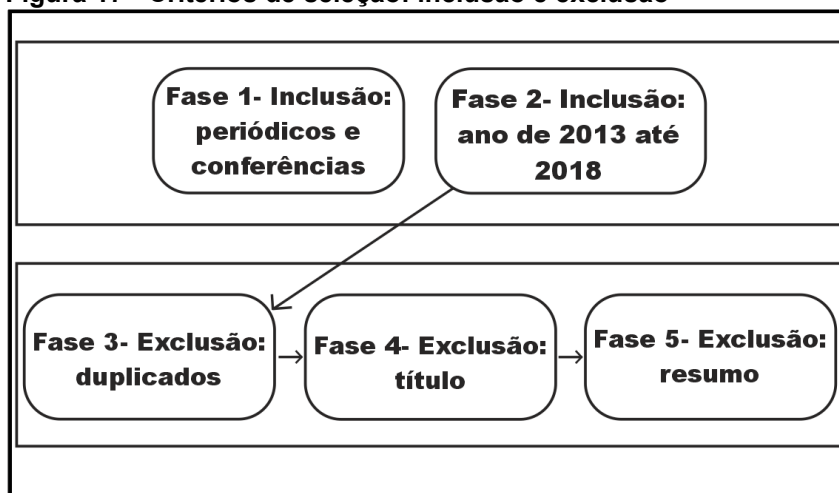 Fase 1- Inclusão:
periódicos e
conferências
Fase 2- Inclusão:
ano de 2013 até
2018
Fase 3- Exclusão:
duplicados
Fase 4- Exclusão:
título
Fase 5- Exclusão:
resumo